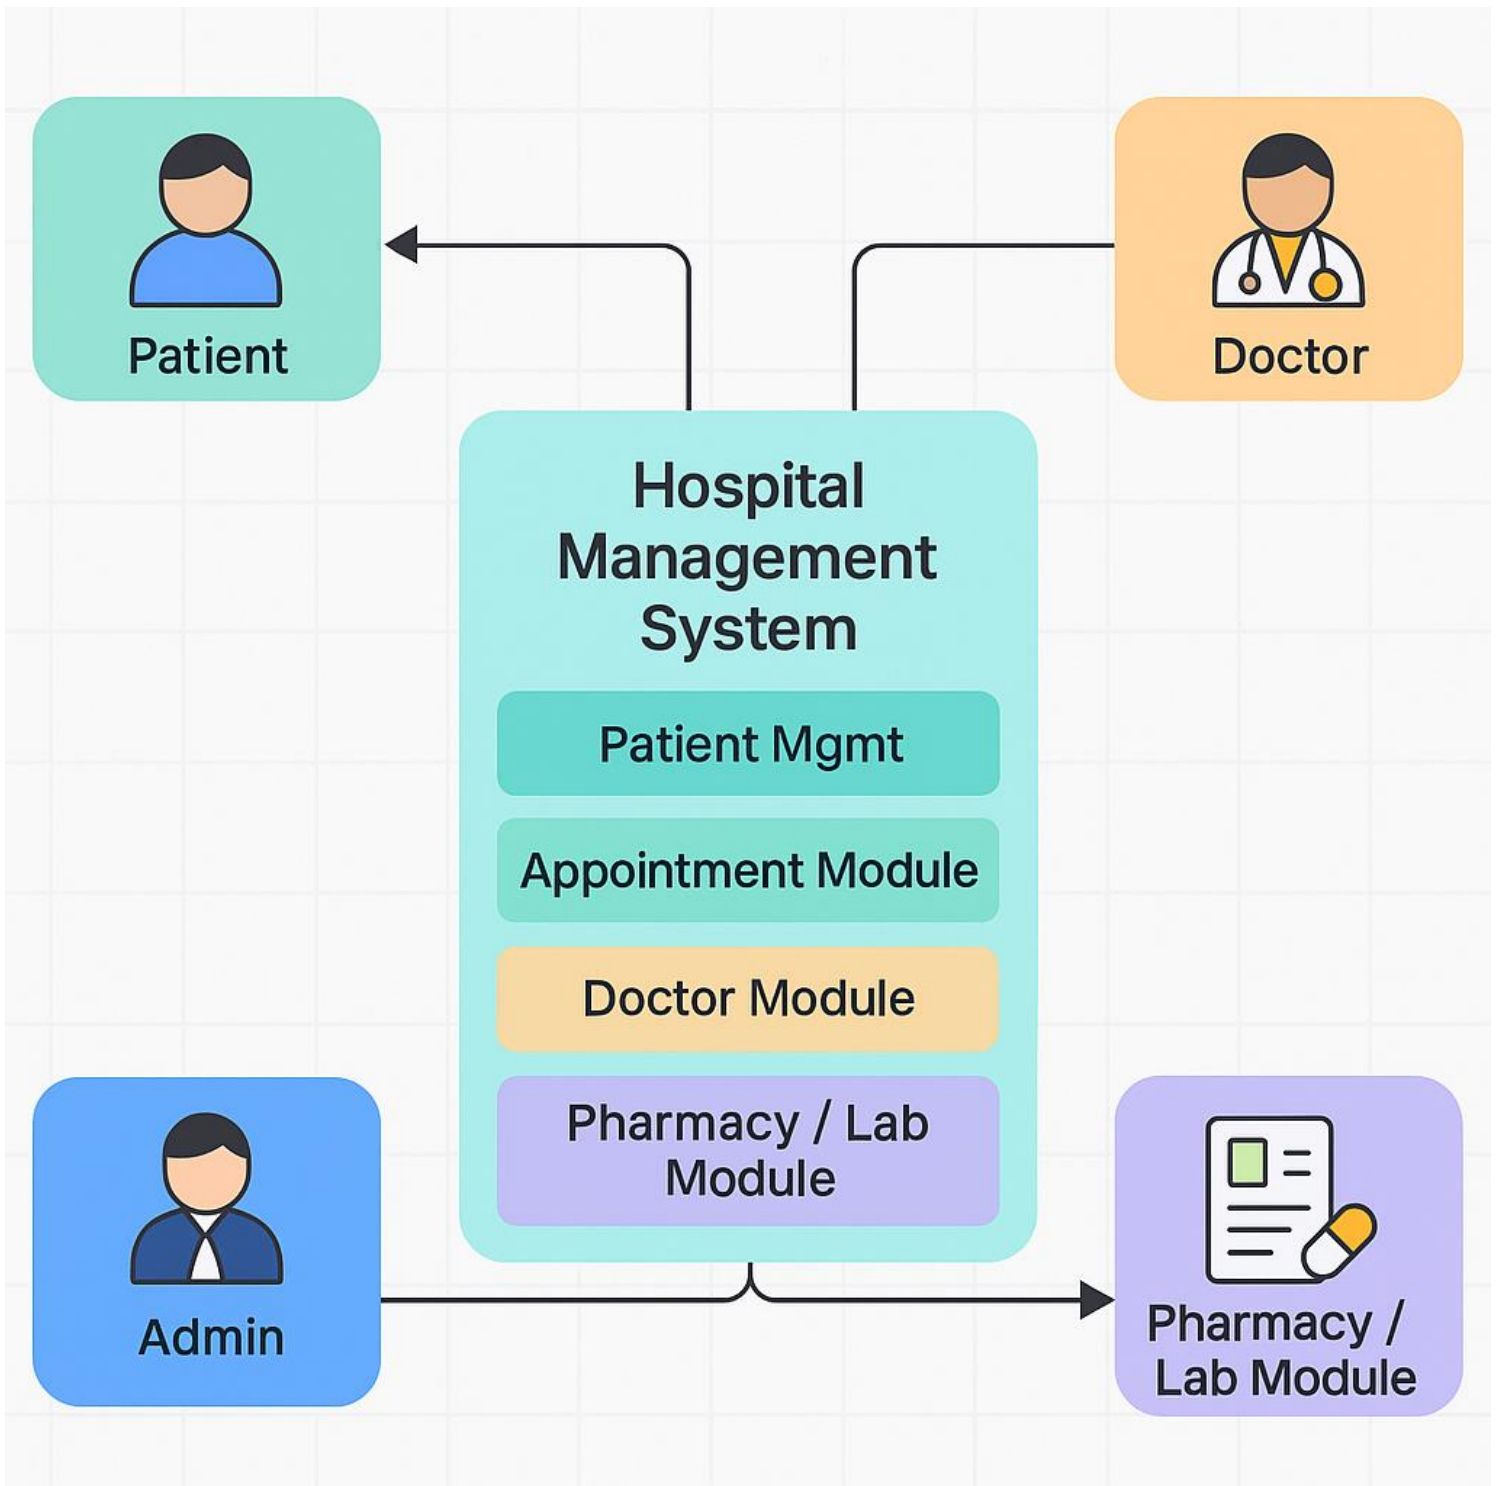 Patient
Doctor
Hospital
Management
System
Patient Mgmt
Appointment Module
Doctor Module
Pharmacy / Lab
Module
Admin
Pharmacy /
Lab Module